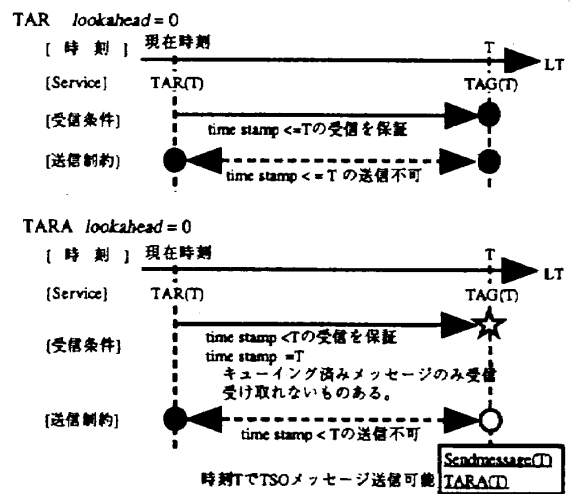 TAR lookahead = 0
[ 時 刻 ] 現在時刻 T
LT
[Service] TAR(T) TAG(T)
[受信条件]
time stamp <=Tの受信を保証
[送信制約]
time stamp < = T の送信不可
TARA lookahead = 0
[ 時 刻 ] 現在時刻 T
LT
[Service] TAR(T) TAG(T)
[受信条件]
time stamp <Tの受信を保証
time stamp =T
キューイング済みメッセージのみ受信
受け取れないものある。
[送信制約]
time stamp < Tの送信不可
時刻TでTSOメッセージ送信可能
Sendmessage(T)
TARA(T)